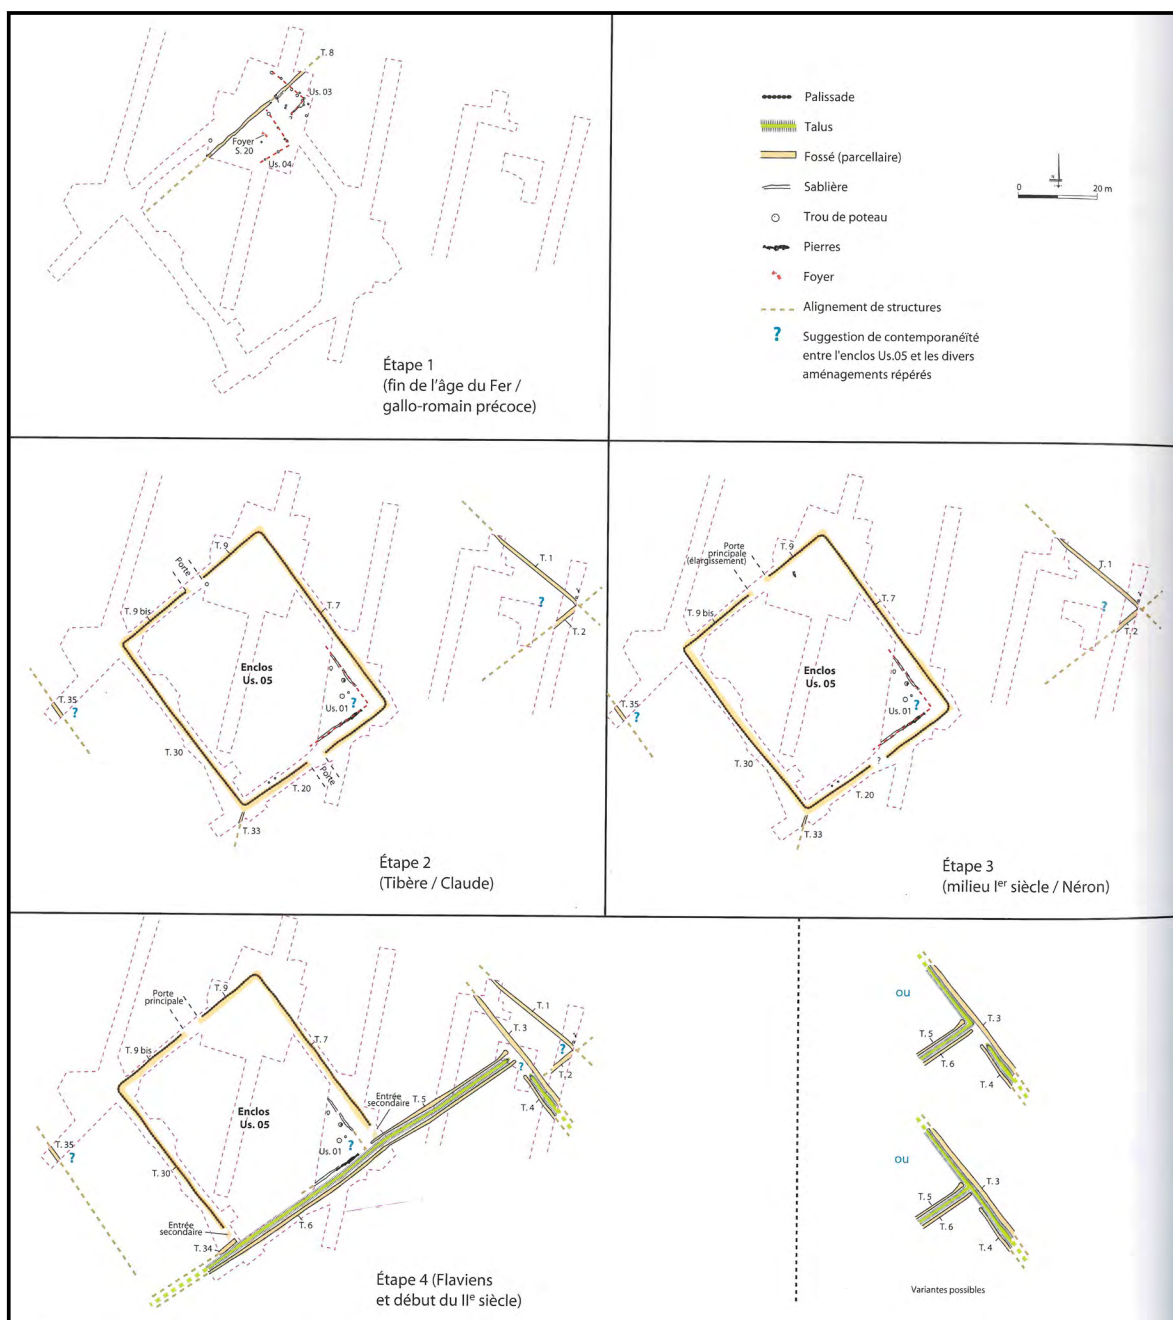 T. 8
Us. 03
Foyer
S. 20
Us. 04
Étape 1
(fin de l'âge du Fer /
gallo-romain précoce)
Palissade
Talus
Fossé (parcellaire)
Sablière
Trou de poteau
Pierres
Foyer
Alignement de structures
?
Suggestion de contemporanéïté
entre l'enclos Us.05 et les divers
aménagements répérés
0
20 m
T. 9
Porte
T. 9 bis
T. 7
Enclos
Us. 05
T. 35
?
Us. 01
?
T. 30
Porte
T. 20
T. 33
T. 1
?
T. 2
Étape 2
(Tibère / Claude)
Porte
principale
(élargissement)
T. 9
T. 9 bis
T. 7
Enclos
Us. 05
T. 35
?
Us. 01
?
T. 30
?
T. 20
T. 33
T. 1
?
T. 2
Étape 3
(milieu Ier siècle / Néron)
Porte
principale
T. 9
T. 9 bis
T. 7
Enclos
Us. 05
T. 35
?
Us. 01
?
T. 30
Entrée
secondaire
T. 34
T. 6
Entrée
secondaire
T. 5
T. 3
T. 1
?
?
T. 2
T. 4
Étape 4 (Flaviens
et début du IIe siècle)
ou
T. 3
T. 5
T. 6
T. 4
ou
T. 3
T. 5
T. 6
T. 4
Variantes possibles